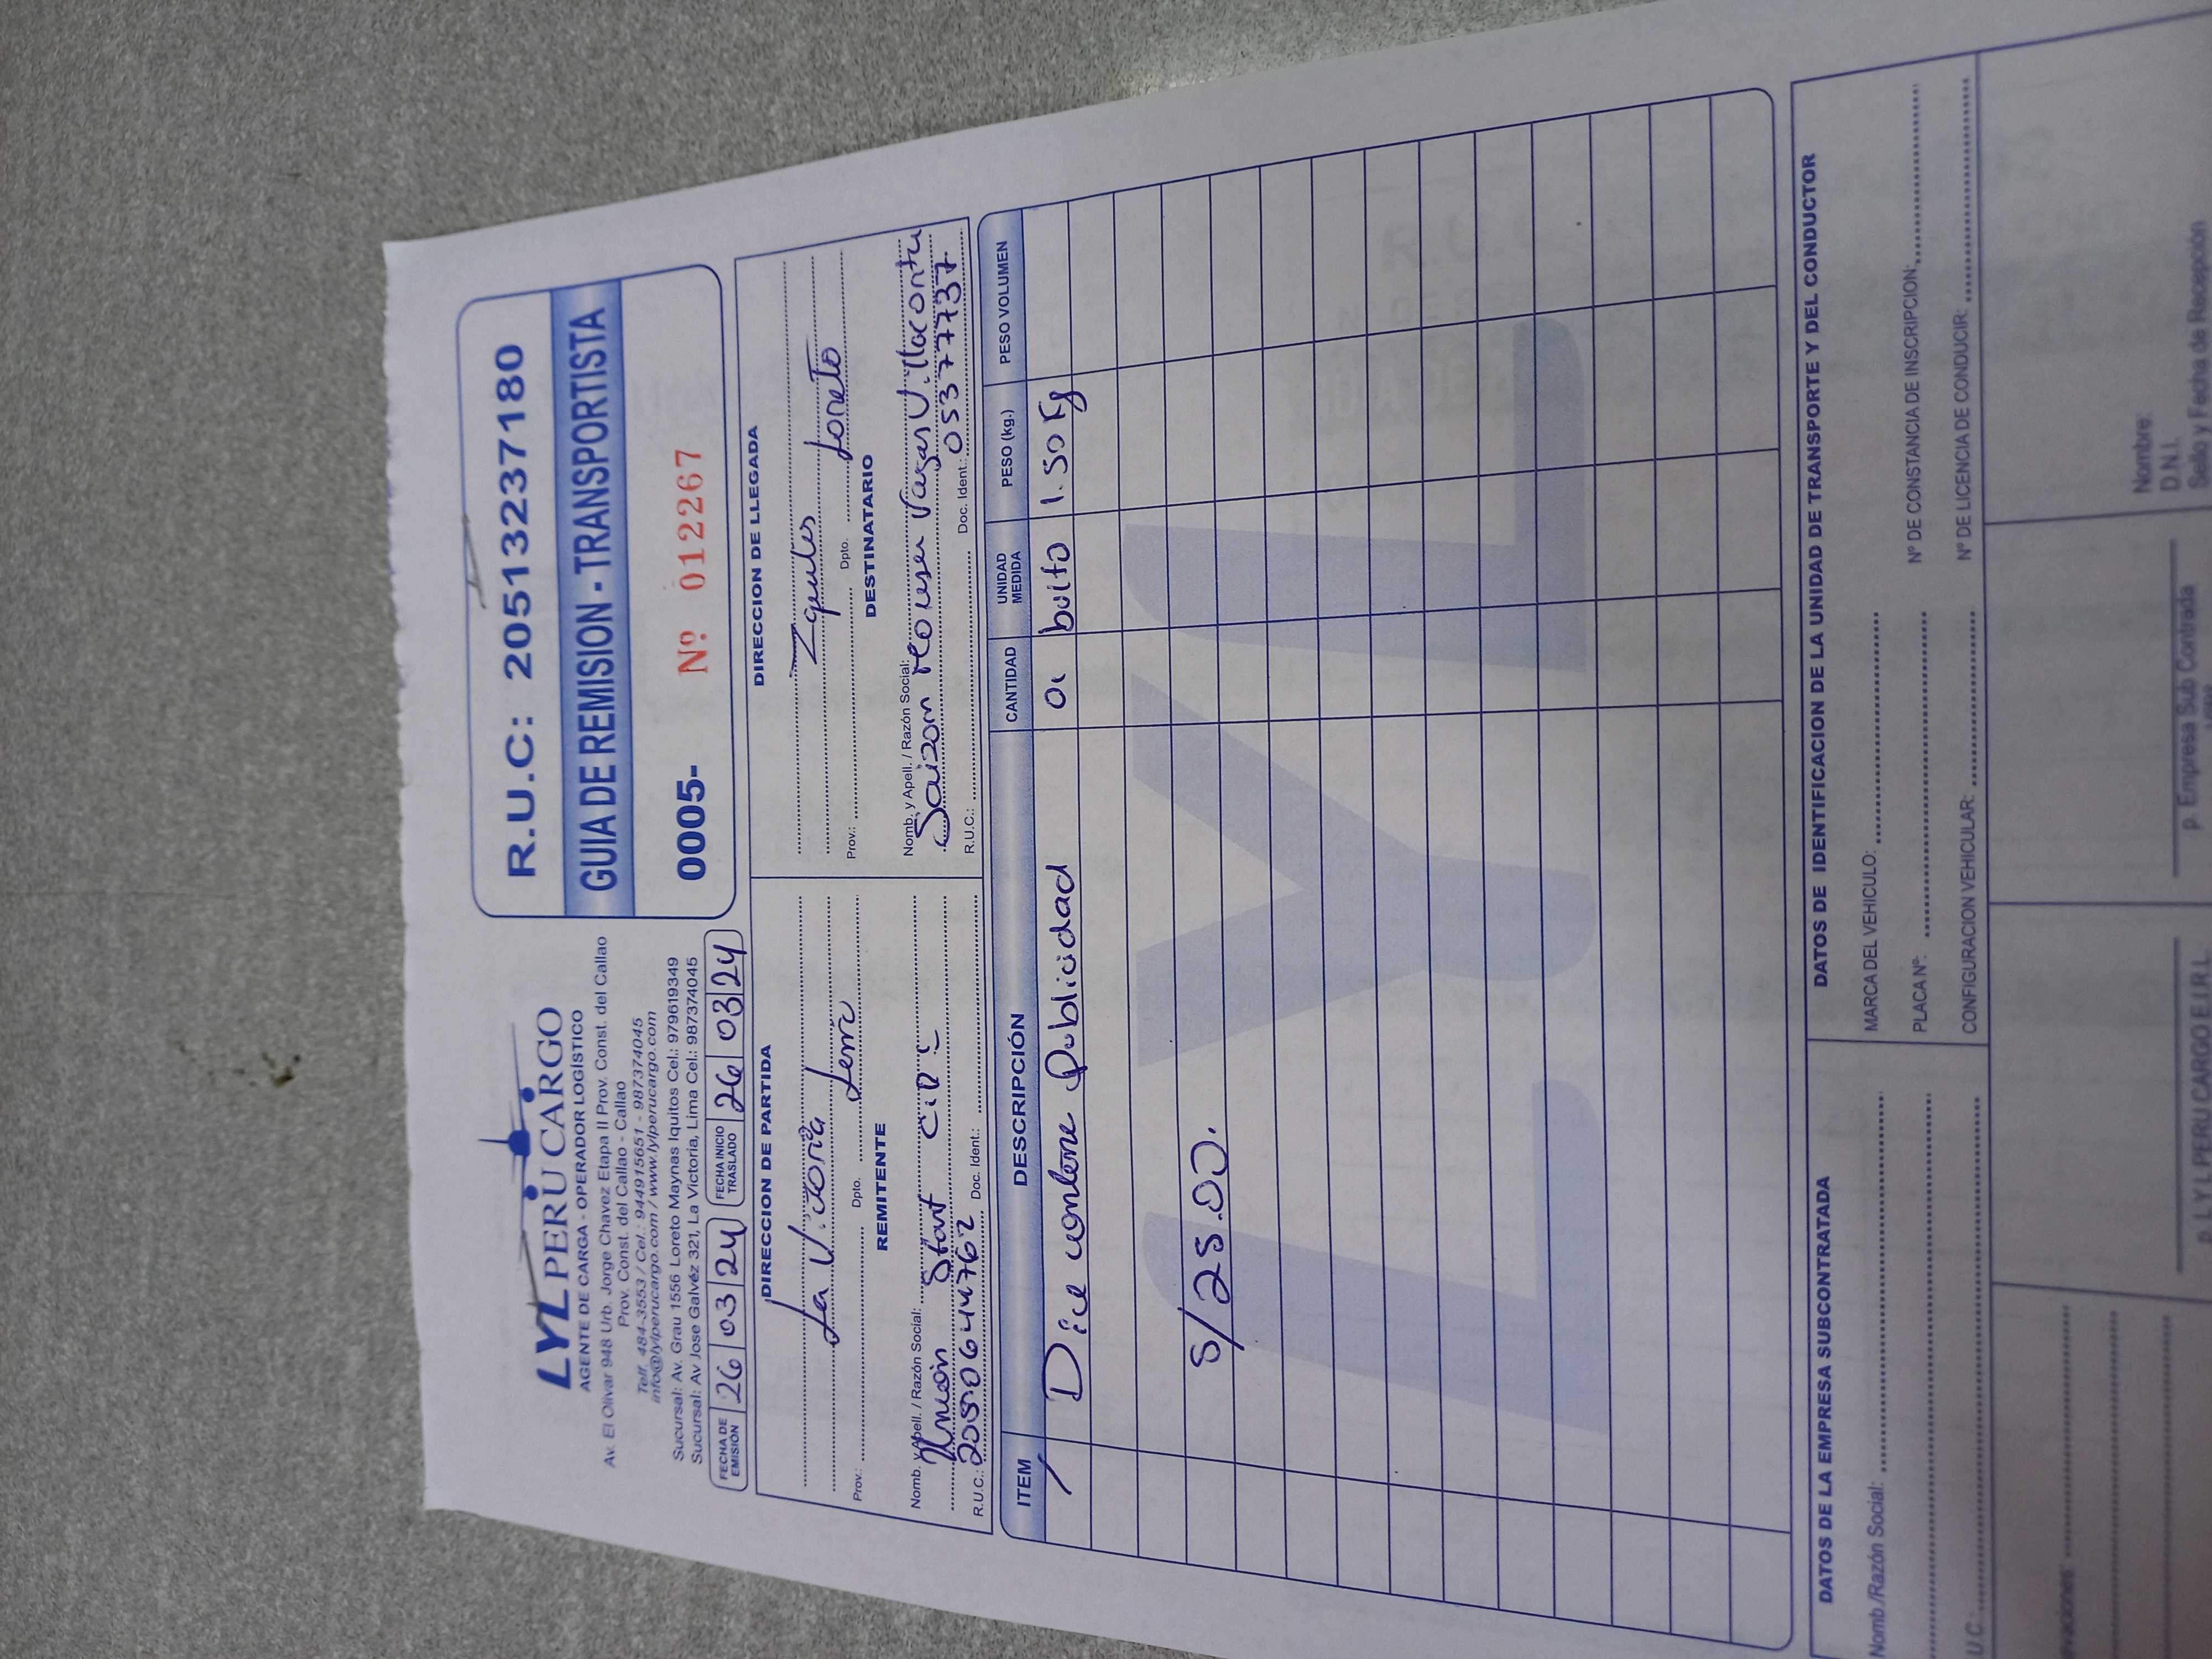 LYL PERU CARGO
AGENTE DE CARGA - OPERADOR LOGÍSTICO
Av. El Olivar 948 Urb. Jorge Chavez Etapa II Prov. Const. del Callao
Prov. Const. del Callao - Callao
Telf. 484-3553 / Cel.: 944915651 - 987374045
info@lylperucargo.com / www.lylperucargo.com
Sucursal: Av. Grau 1556 Loreto Maynas Iquitos Cel.: 979619349
Sucursal: Av Jose Galvéz 321, La Victoria, Lima Cel.: 987374045
FECHA DE EMISIÓN 26 03 24 FECHA INICIO TRASLADO 26 03 24
R.U.C: 20513237180
GUIA DE REMISION - TRANSPORTISTA
0005- Nº 012267
DIRECCION DE PARTIDA
La Victoria
Prov.: Dpto. Lima
REMITENTE
Nomb. y Apell. / Razón Social: Start
R.U.C.: Doc. Ident.:
DIRECCION DE LLEGADA
Iquitos
Prov.: Dpto. Loreto
DESTINATARIO
Nomb. y Apell. / Razón Social:
Vargas
R.U.C.: Doc. Ident.: 05377737
ITEM DESCRIPCIÓN CANTIDAD UNIDAD MEDIDA PESO (kg.) PESO VOLUMEN
1 Dice contene publicidad 01 bulto 1.50 Kg
S/25.00.
LYL
DATOS DE LA EMPRESA SUBCONTRATADA
Nomb./Razón Social:
U.C.
DATOS DE IDENTIFICACION DE LA UNIDAD DE TRANSPORTE Y DEL CONDUCTOR
MARCA DEL VEHICULO:
PLACA Nº: Nº DE CONSTANCIA DE INSCRIPCION:
CONFIGURACION VEHICULAR: Nº DE LICENCIA DE CONDUCIR:
vaciones:
p. LYL PERU CARGO E.I.R.L.
p. Empresa Sub Contrada
Nombre:
D.N.I.
Sello y Fecha de Recepción